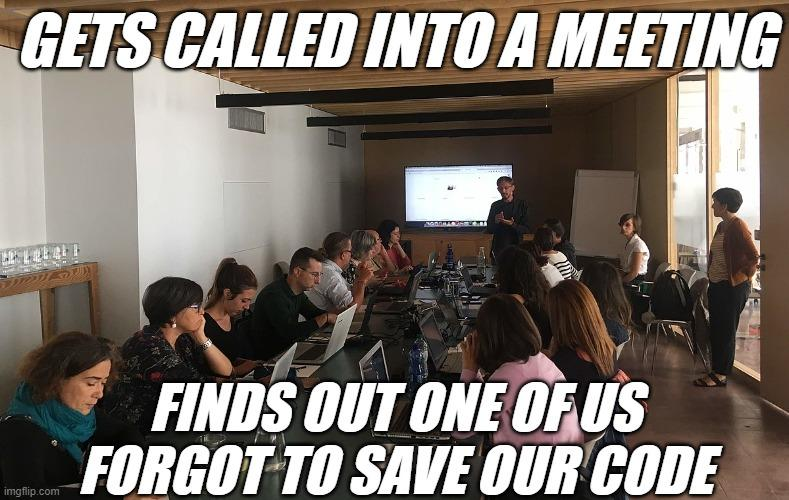 GETS CALLED INTO A MEETING
FINDS OUT ONE OF US
FORGOT TO SAVE OUR CODE
imgflip.com